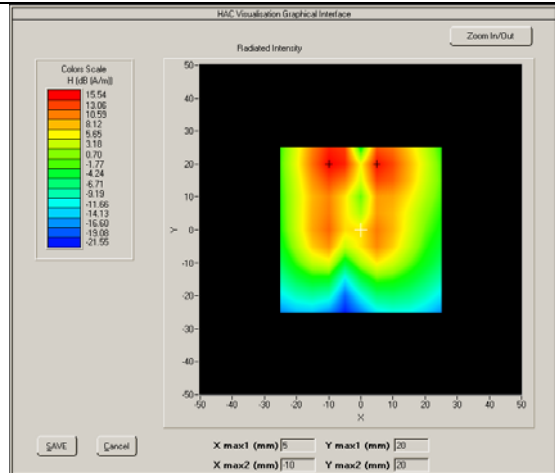 HAC Visualisation Graphical Interface
Zoom In/Out
Radiated Intensity
Colors Scale
H (dB (A/m))
15.54
13.06
10.59
8.12
5.65
3.18
0.70
-1.77
-4.24
-6.71
-9.19
-11.66
-14.13
-16.60
-19.08
-21.55
50-
40-
30-
20-
10-
Y 0-
-10-
-20-
-30-
-40-
-50-
-50 -40 -30 -20 -10 0 10 20 30 40 50
X
SAVE Cancel
X max1 (mm) 5 Y max1 (mm) 20
X max2 (mm) -10 Y max2 (mm) 20